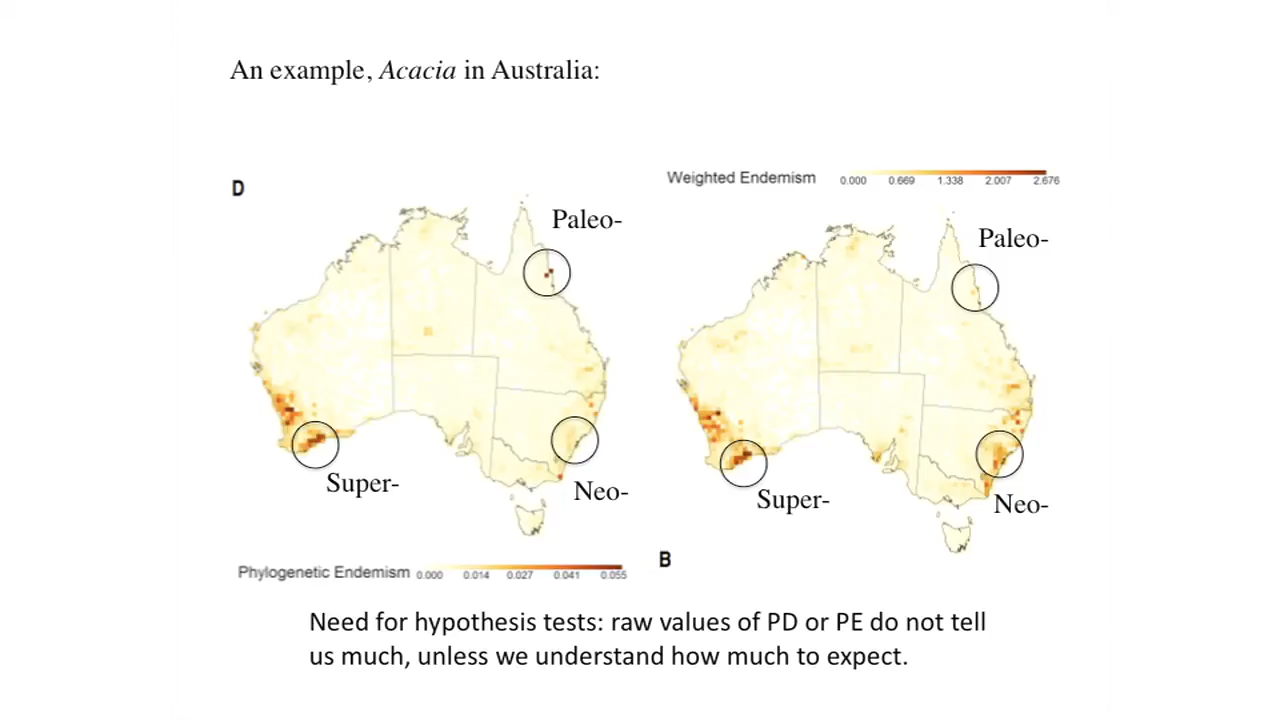 An example, Acacia in Australia:
D
Paleo-
Super-
Neo-
Phylogenetic Endemism 0.000 0.014 0.027 0.041 0.055
Weighted Endemism 0.000 0.669 1.338 2.007 2.676
Paleo-
Super-
Neo-
B
Need for hypothesis tests: raw values of PD or PE do not tell
us much, unless we understand how much to expect.